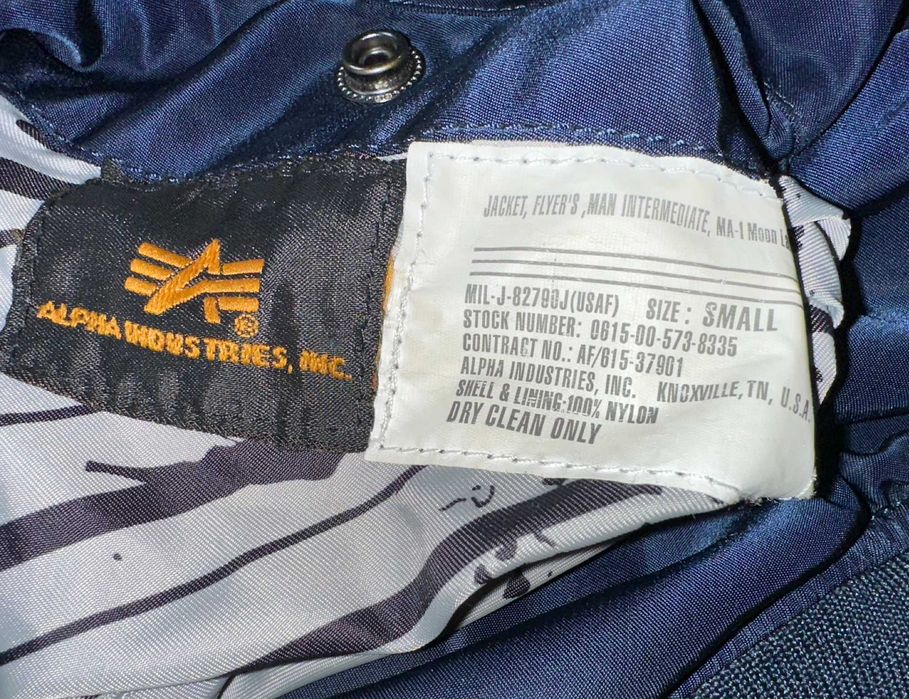 ALPHA INDUSTRIES, INC.
®
JACKET, FLYER'S ,MAN INTERMEDIATE, MA-1 Moon
MIL-J-82790J(USAF) SIZE : SMALL
STOCK NUMBER: 0815-00-573-8335
CONTRACT NO.: AF/615-37901
ALPHA INDUSTRIES, INC. KNOXVILLE, TN, U.S.A.
SHELL & LINING:100% NYLON
DRY CLEAN ONLY